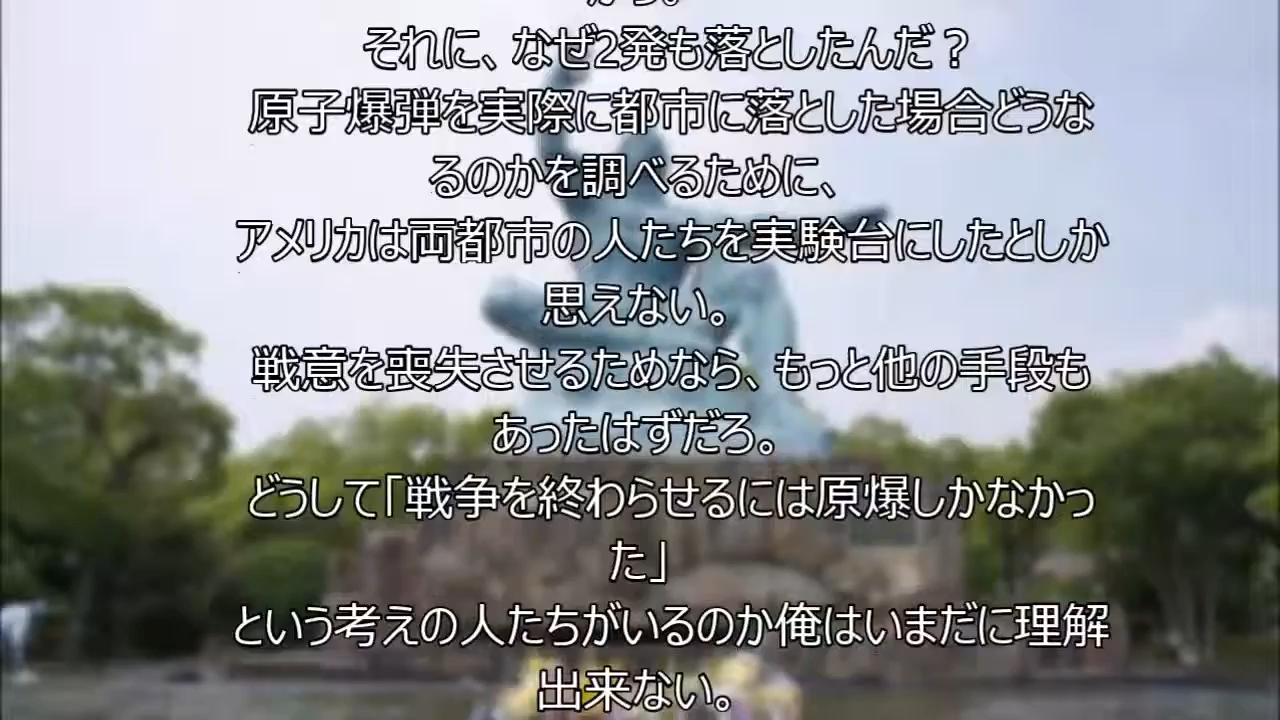 から。
それに、なぜ2発も落としたんだ？
原子爆弾を実際に都市に落とした場合どうな
るのかを調べるために、
アメリカは両都市の人たちを実験台にしたとしか
思えない。
戦意を喪失させるためなら、もっと他の手段も
あったはずだろ。
どうして「戦争を終わらせるには原爆しかなかっ
た」
という考えの人たちがいるのか俺はいまだに理解
出来ない。